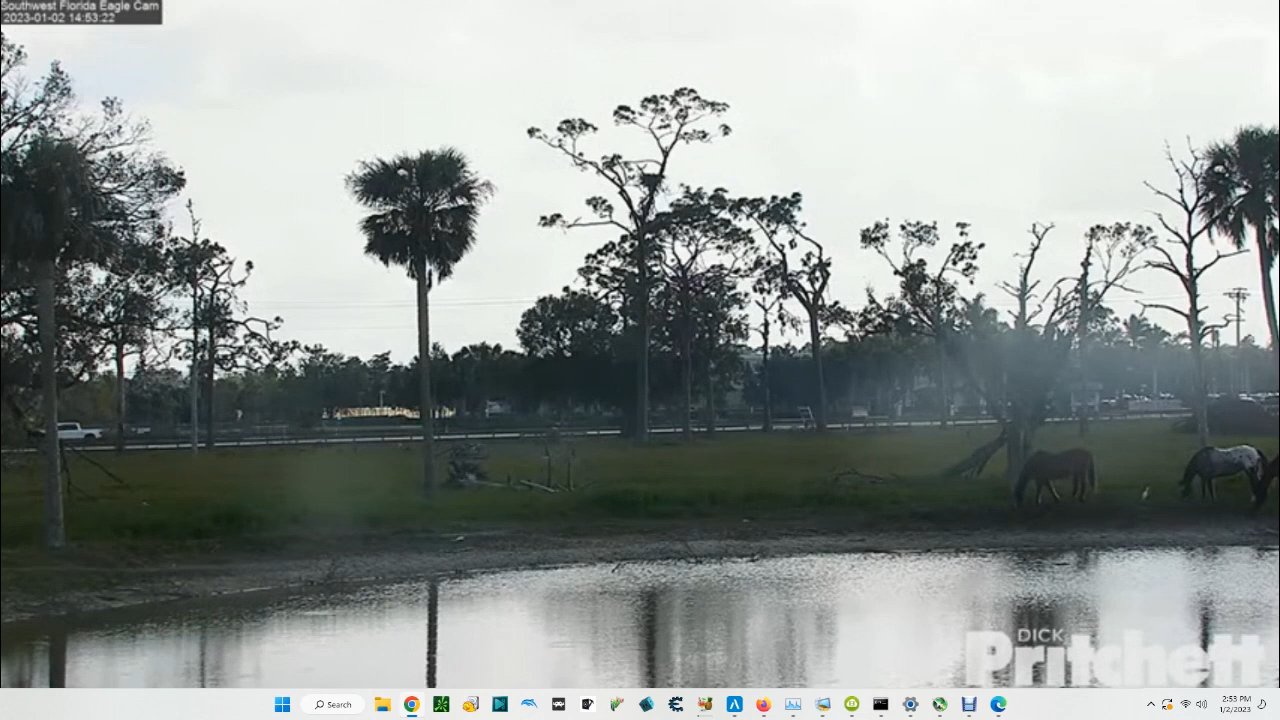 Southwest Florida Eagle Cam
2023-01-02 14:53:22
DICK
Pritchett
Search
2:53 PM
1/2/2023